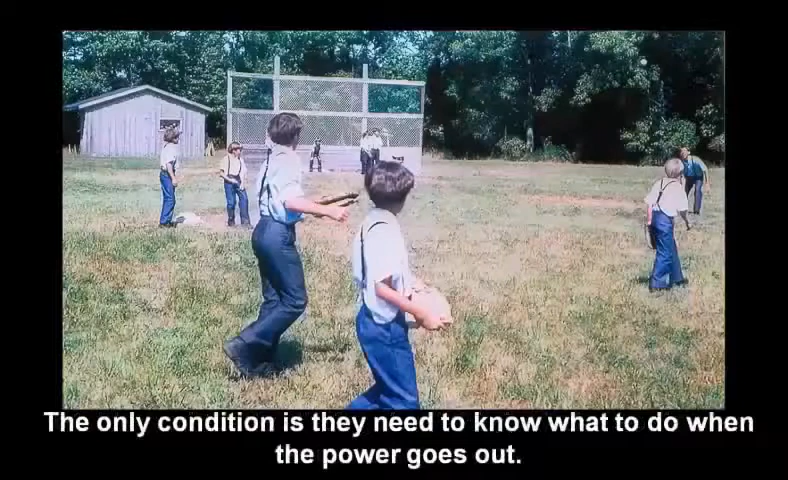 The only condition is they need to know what to do when
the power goes out.